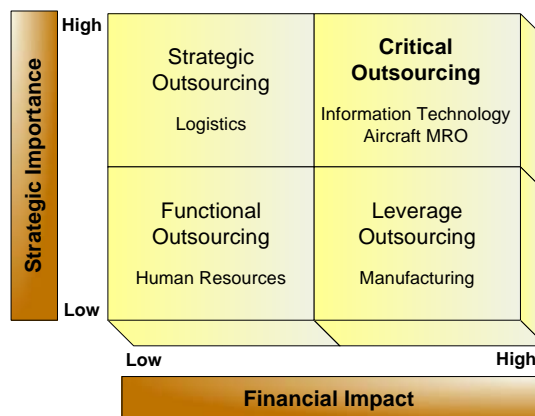 High
Strategic
Outsourcing
Logistics
Critical
Outsourcing
Information Technology
Aircraft MRO
Strategic Importance
Functional
Outsourcing
Human Resources
Leverage
Outsourcing
Manufacturing
Low
Low
High
Financial Impact